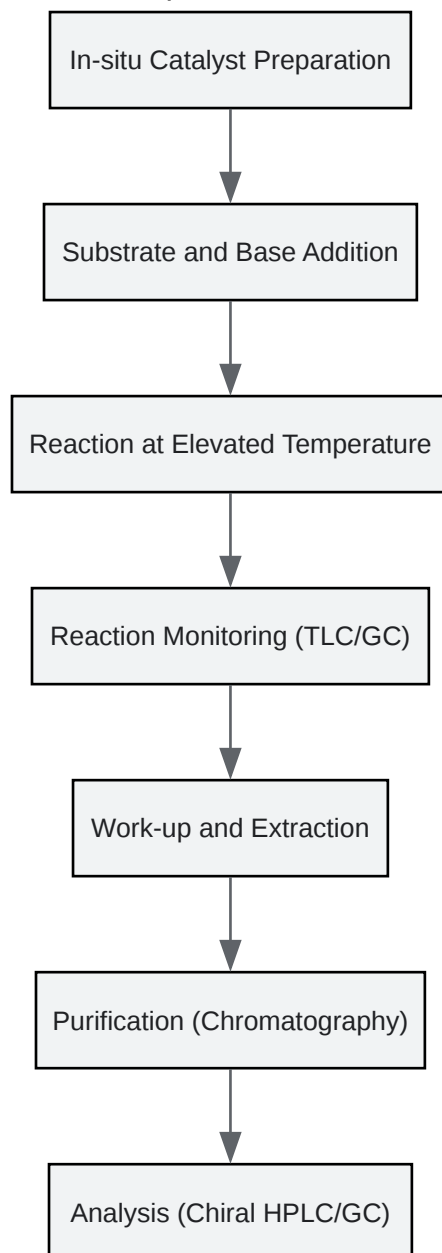 In-situ Catalyst Preparation
Substrate and Base Addition
Reaction at Elevated Temperature
Reaction Monitoring (TLC/GC)
Work-up and Extraction
Purification (Chromatography)
Analysis (Chiral HPLC/GC)